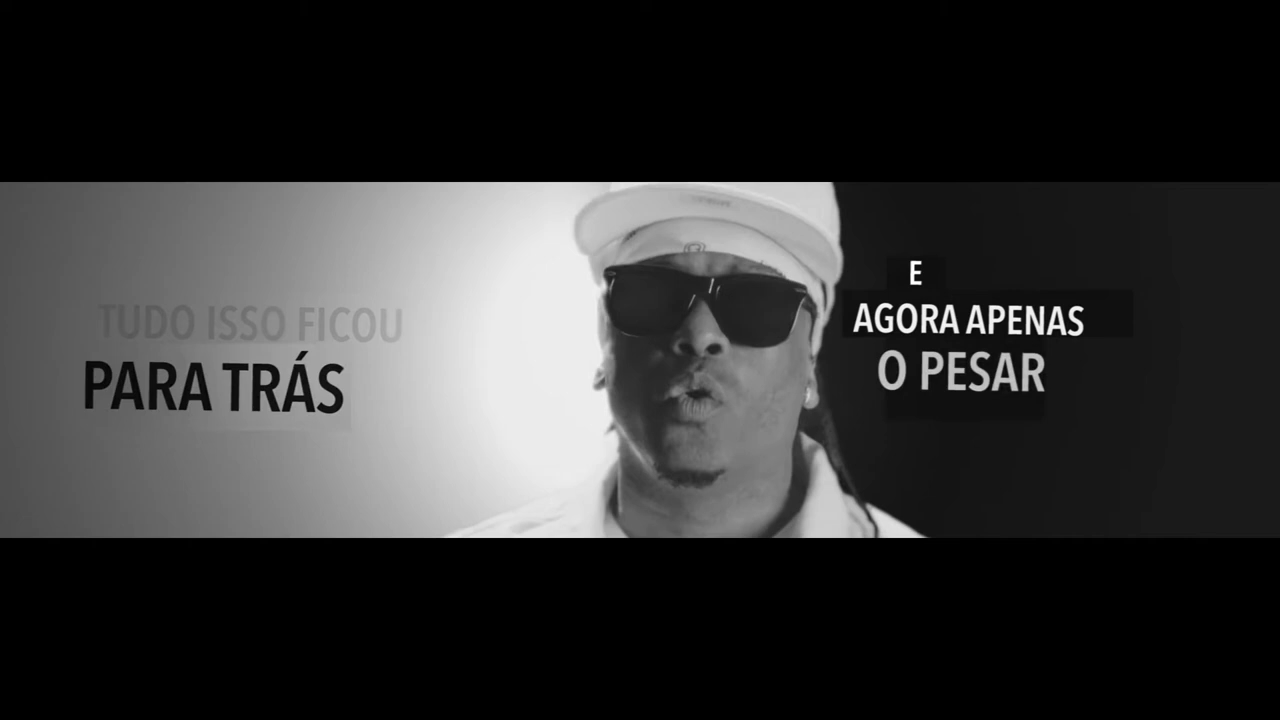 TUDO ISSO FICOU
PARA TRÁS
E
AGORA APENAS
O PESAR